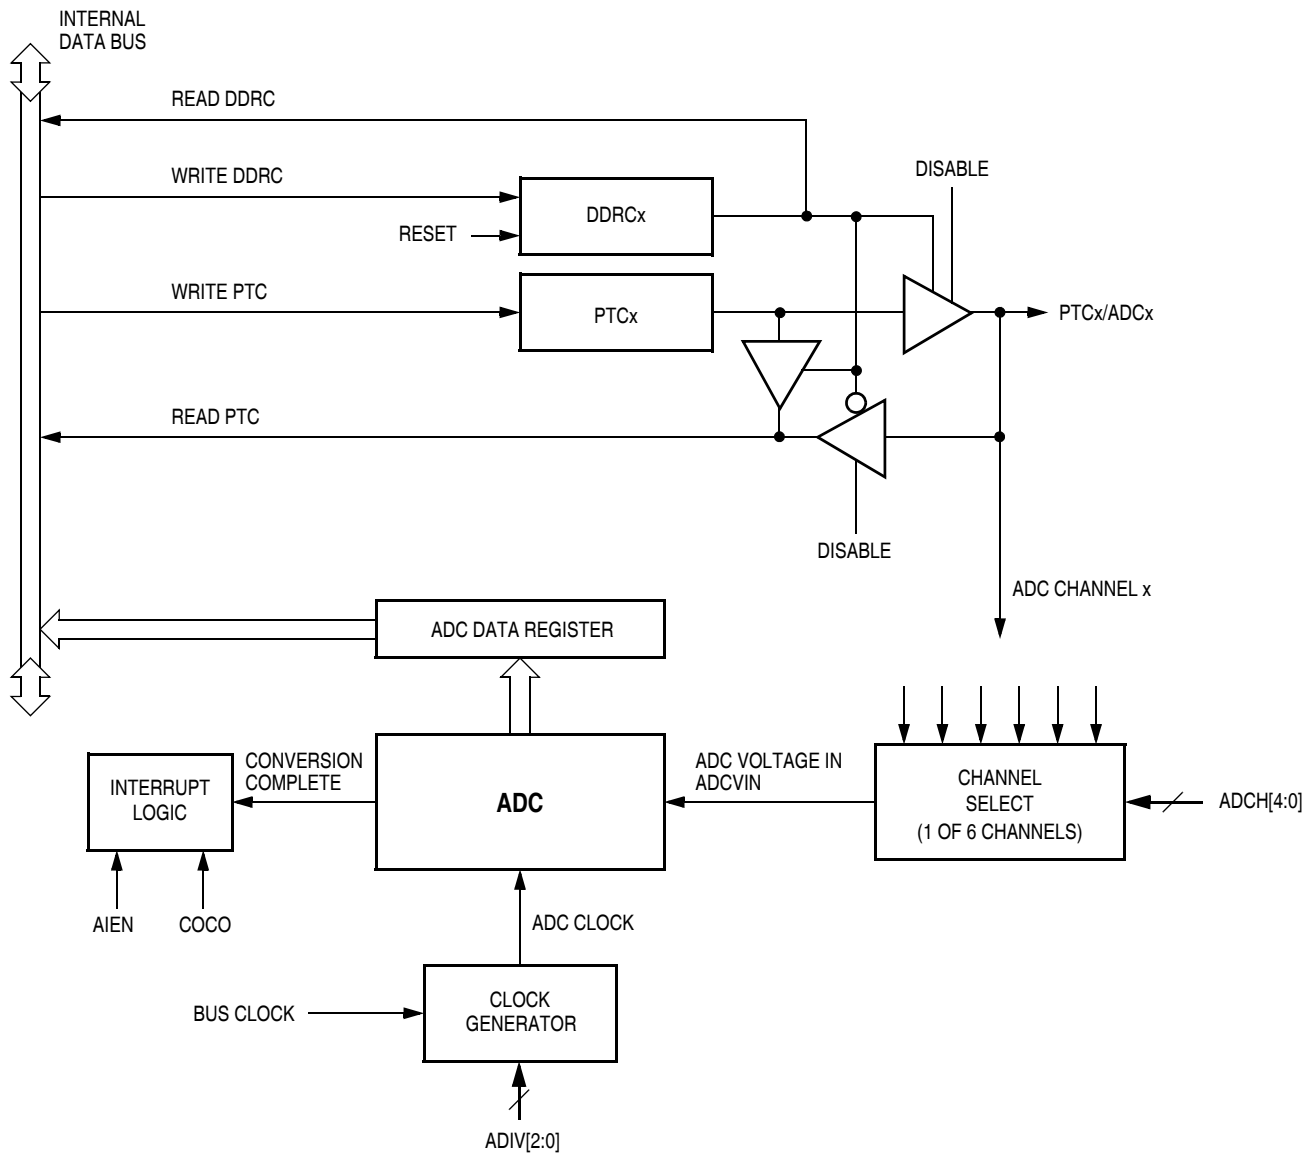 INTERNAL
DATA BUS
READ DDRC
WRITE DDRC
DISABLE
DDRCx
RESET
WRITE PTC
PTCx
PTCx/ADCx
READ PTC
DISABLE
ADC CHANNEL x
ADC DATA REGISTER
INTERRUPT
LOGIC
CONVERSION
COMPLETE
ADC
ADC VOLTAGE IN
ADCVIN
CHANNEL
SELECT
(1 OF 6 CHANNELS)
ADCH[4:0]
AIEN
COCO
ADC CLOCK
BUS CLOCK
CLOCK
GENERATOR
ADIV[2:0]